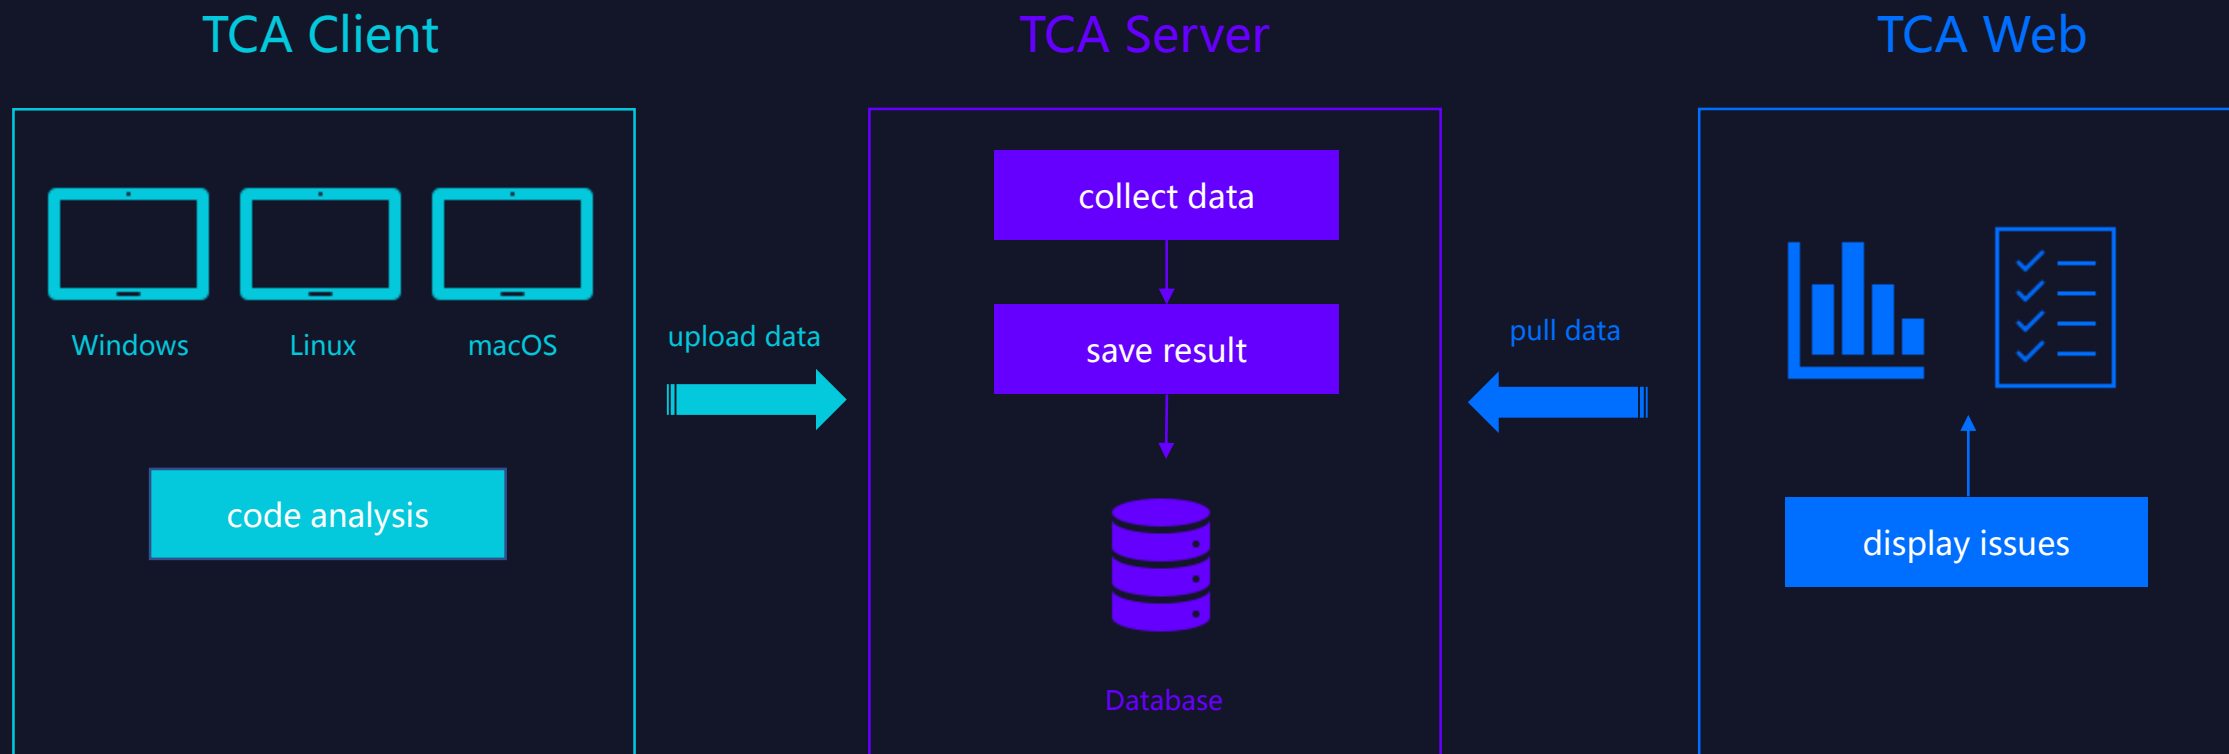 TCA Client
Windows
Linux
macOS
code analysis
upload data
TCA Server
collect data
save result
Database
pull data
TCA Web
display issues